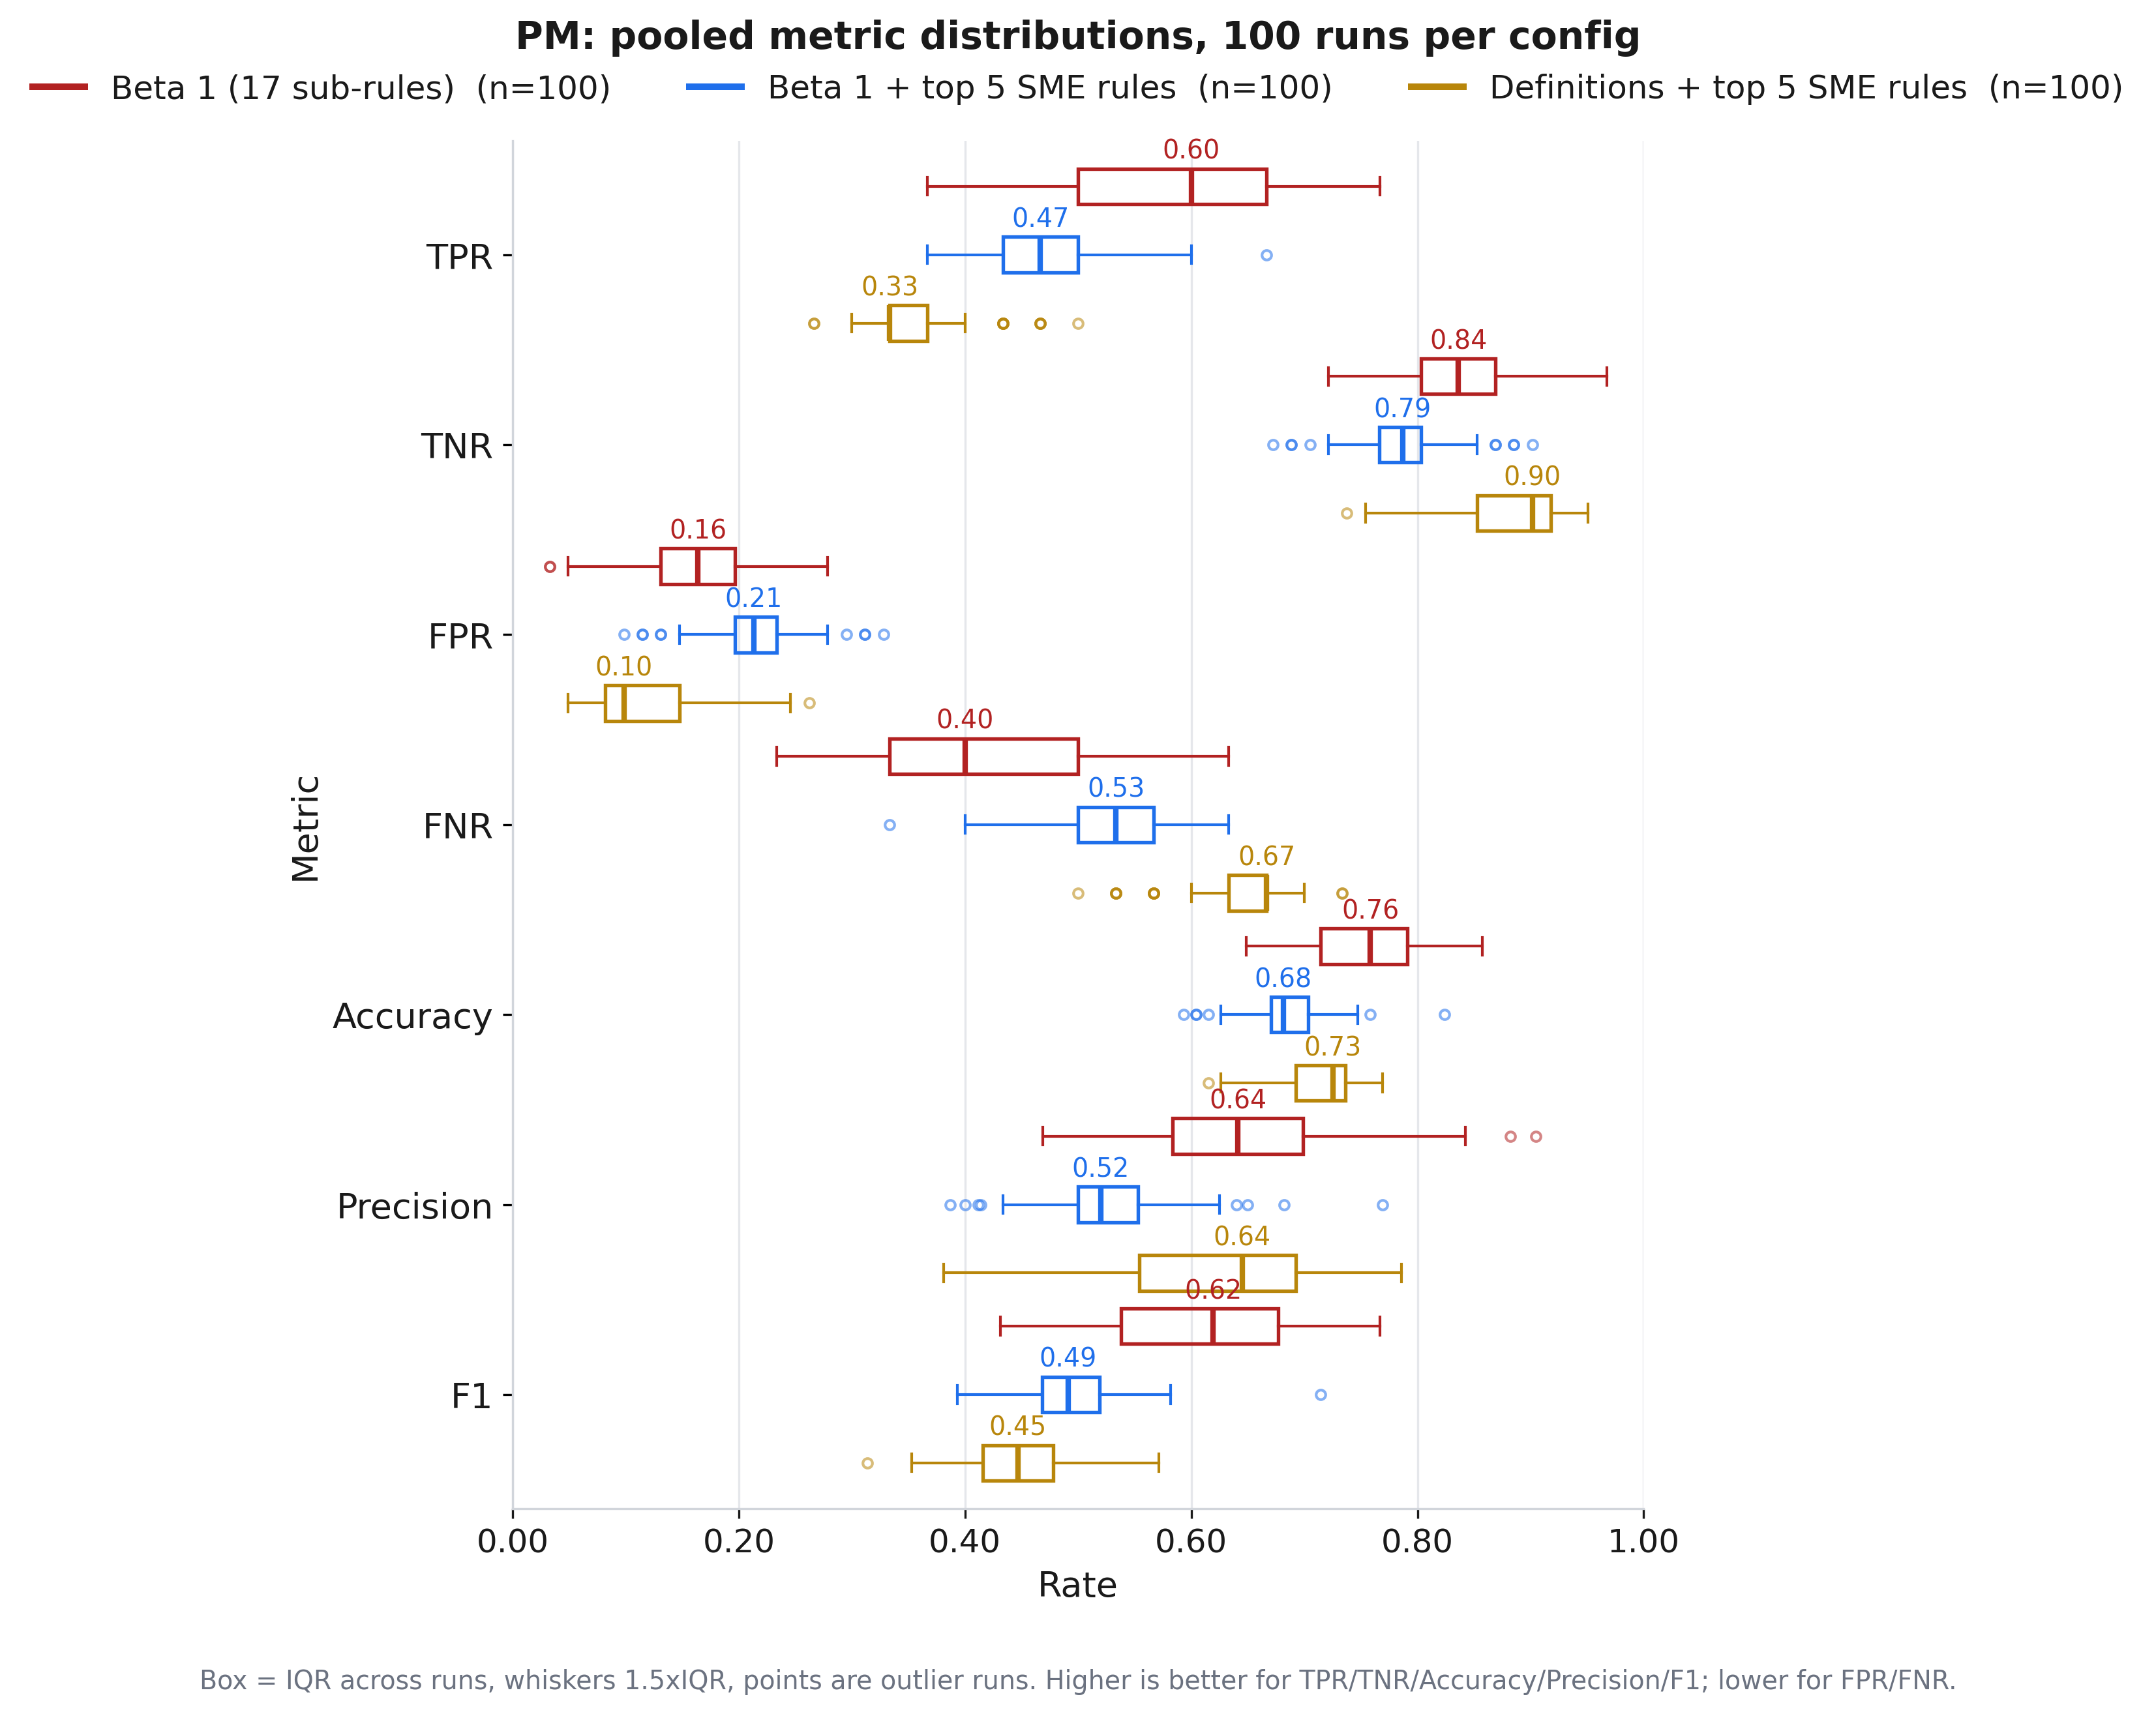 PM: pooled metric distributions, 100 runs per config
Beta 1 (17 sub-rules)  (n=100)
Beta 1 + top 5 SME rules  (n=100)
Definitions + top 5 SME rules  (n=100)
0.60
0.47
TPR
0.33
0.84
0.79
TNR
0.90
0.16
0.21
FPR
0.10
0.40
Metric
0.53
FNR
0.67
0.76
0.68
Accuracy
0.73
0.64
0.52
Precision
0.64
0.62
0.49
F1
0.45
0.00 0.20 0.40 0.60 0.80 1.00
Rate
Box = IQR across runs, whiskers 1.5xIQR, points are outlier runs. Higher is better for TPR/TNR/Accuracy/Precision/F1; lower for FPR/FNR.